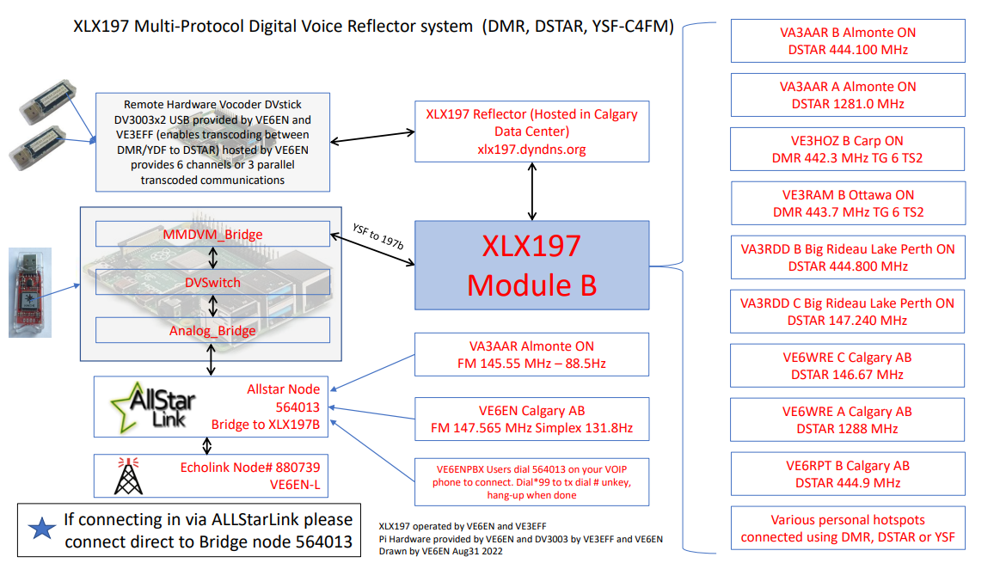 XLX197 Multi-Protocol Digital Voice Reflector system (DMR, DSTAR, YSF-C4FM)
Remote Hardware Vocoder DVstick
DV3003x2 USB provided by VE6EN and
VE3EFF (enables transcoding between
DMR/YDF to DSTAR) hosted by VE6EN
provides 6 channels or 3 parallel
transcoded communications
XLX197 Reflector (Hosted in Calgary
Data Center)
xlx197.dyndns.org
MMDVM_Bridge
DVSwitch
Analog_Bridge
YSF to 197b
XLX197
Module B
AllStar
Link
Allstar Node
564013
Bridge to XLX197B
Echolink Node# 880739
VE6EN-L
VA3AAR Almonte ON
FM 145.55 MHz – 88.5Hz
VE6EN Calgary AB
FM 147.565 MHz Simplex 131.8Hz
VE6ENPBX Users dial 564013 on your VOIP
phone to connect. Dial*99 to tx dial # unkey,
hang-up when done
If connecting in via ALLStarLink please
connect direct to Bridge node 564013
XLX197 operated by VE6EN and VE3EFF
Pi Hardware provided by VE6EN and DV3003 by VE3EFF and VE6EN
Drawn by VE6EN Aug31 2022
VA3AAR B Almonte ON
DSTAR 444.100 MHz
VA3AAR A Almonte ON
DSTAR 1281.0 MHz
VE3HOZ B Carp ON
DMR 442.3 MHz TG 6 TS2
VE3RAM B Ottawa ON
DMR 443.7 MHz TG 6 TS2
VA3RDD B Big Rideau Lake Perth ON
DSTAR 444.800 MHz
VA3RDD C Big Rideau Lake Perth ON
DSTAR 147.240 MHz
VE6WRE C Calgary AB
DSTAR 146.67 MHz
VE6WRE A Calgary AB
DSTAR 1288 MHz
VE6RPT B Calgary AB
DSTAR 444.9 MHz
Various personal hotspots
connected using DMR, DSTAR or YSF